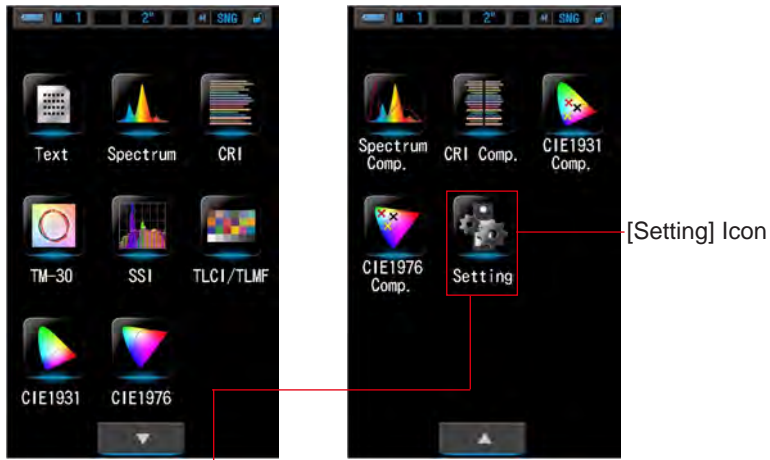 M 1 2" M SNG
Text Spectrum CRI
TM-30 SSI TLCI/TLMF
CIE1931 CIE1976
M 1 2" M SNG
Spectrum
Comp. CRI Comp. CIE1931
Comp.
CIE1976
Comp. Setting
[Setting] Icon